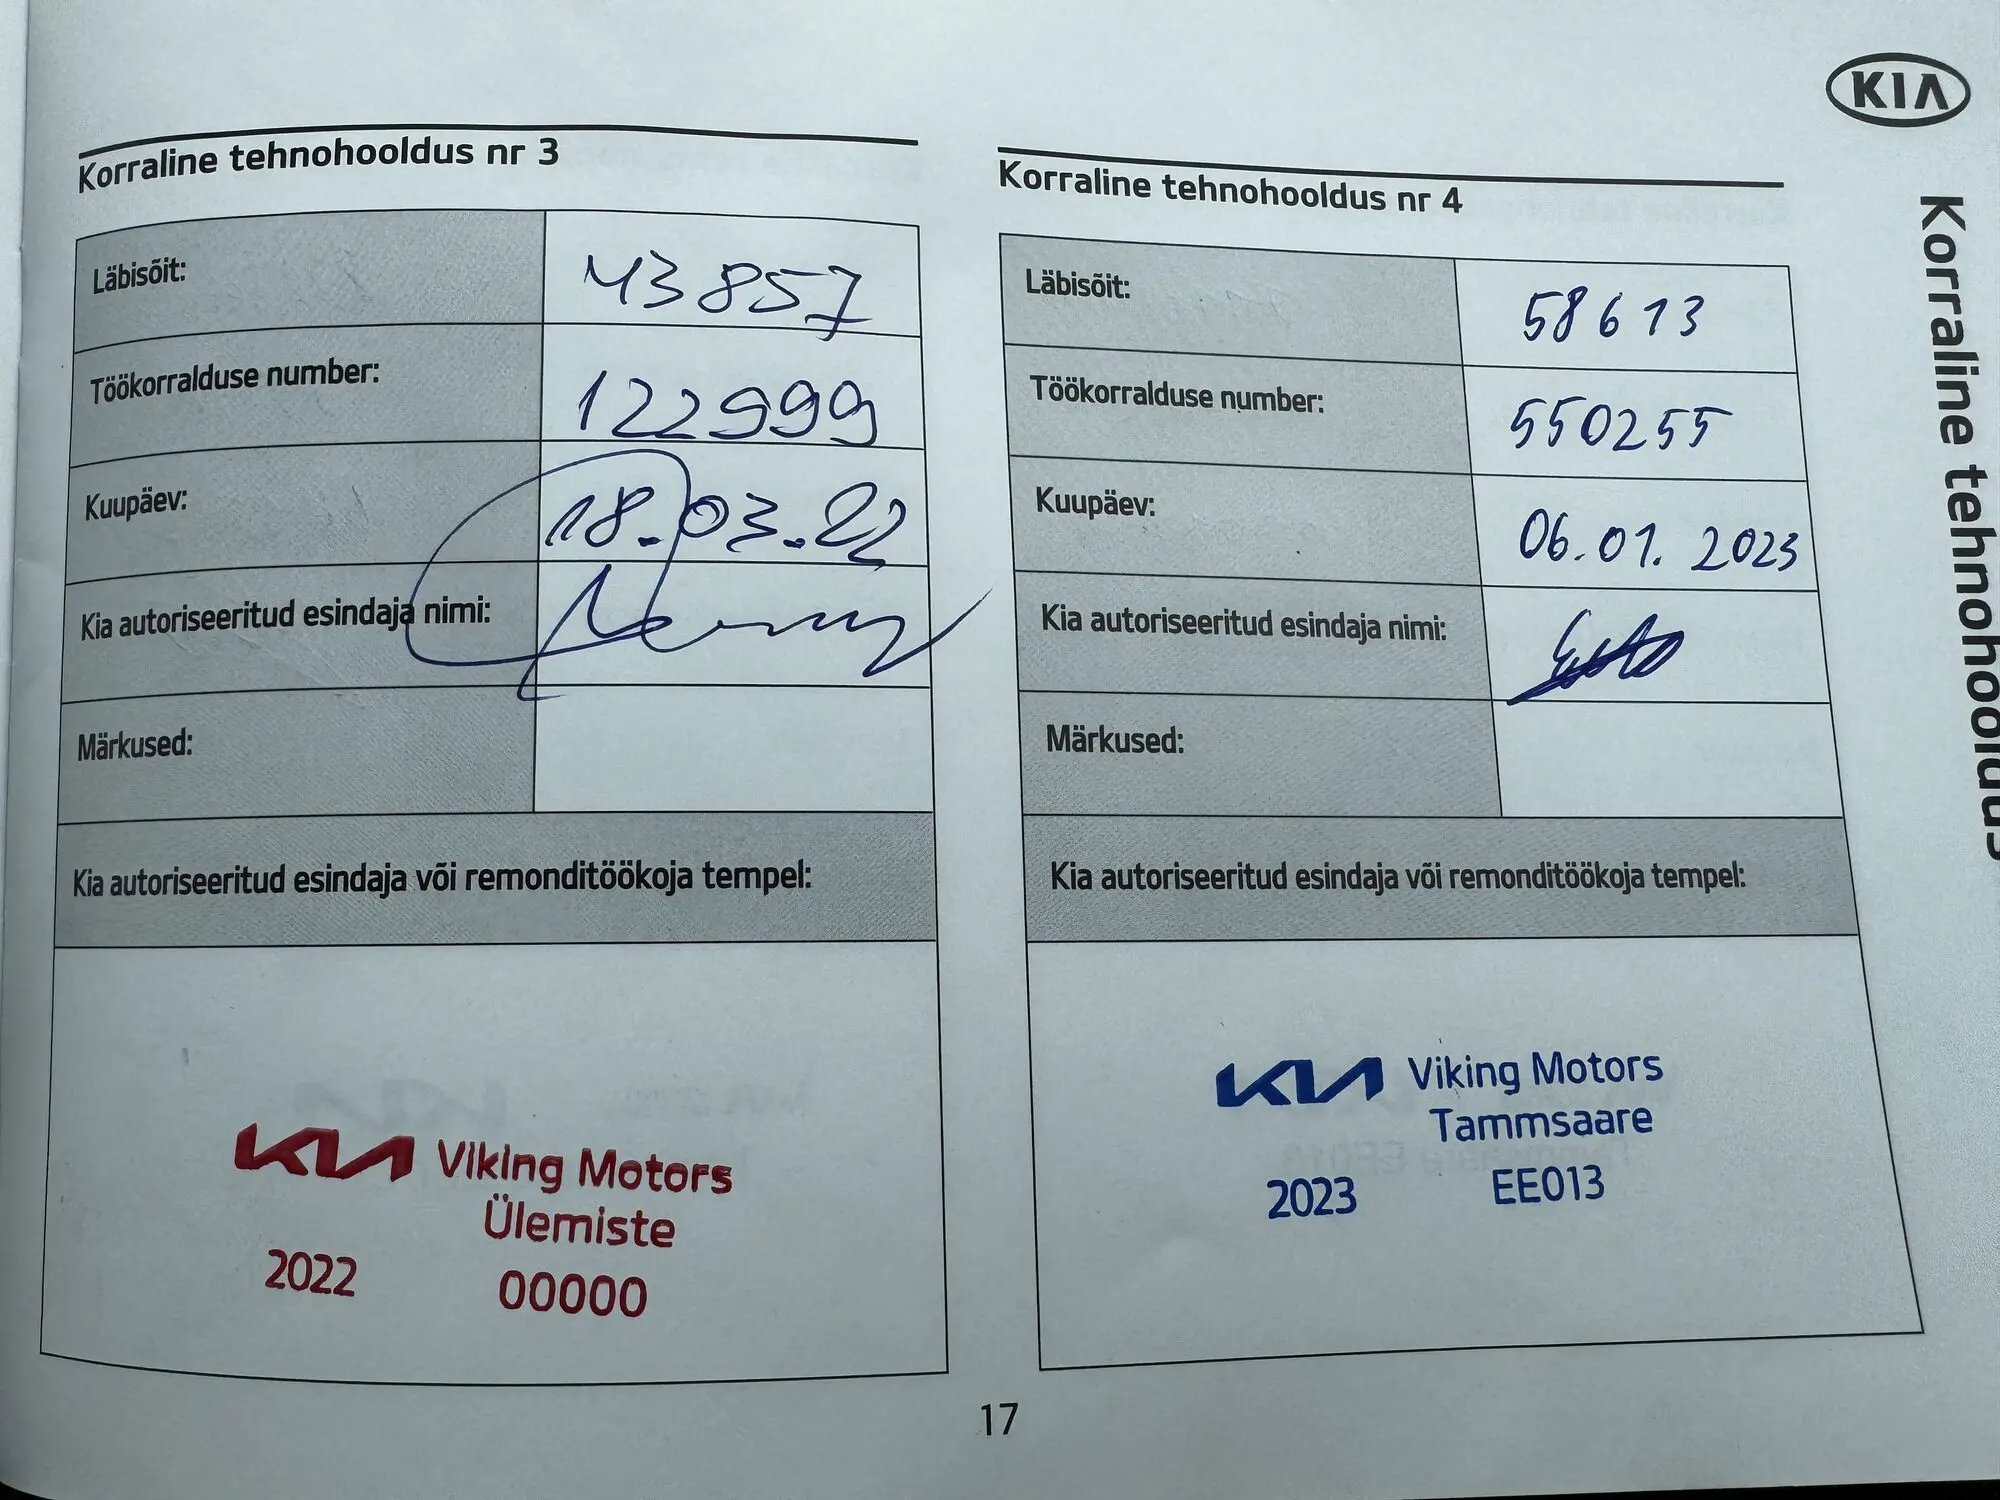 KIA
Korraline tehnohooldus
Korraline tehnohooldus nr 3
Läbisõit: 43857
Töökorralduse number: 122999
Kuupäev: 18.03.22
Kia autoriseeritud esindaja nimi:
Märkused:
Kia autoriseeritud esindaja või remonditöökoja tempel:
KIA Viking Motors
Ülemiste
2022 00000
Korraline tehnohooldus nr 4
Läbisõit: 58613
Töökorralduse number: 550255
Kuupäev: 06.01.2023
Kia autoriseeritud esindaja nimi:
Märkused:
Kia autoriseeritud esindaja või remonditöökoja tempel:
KIA Viking Motors
Tammsaare
2023 EE013
17